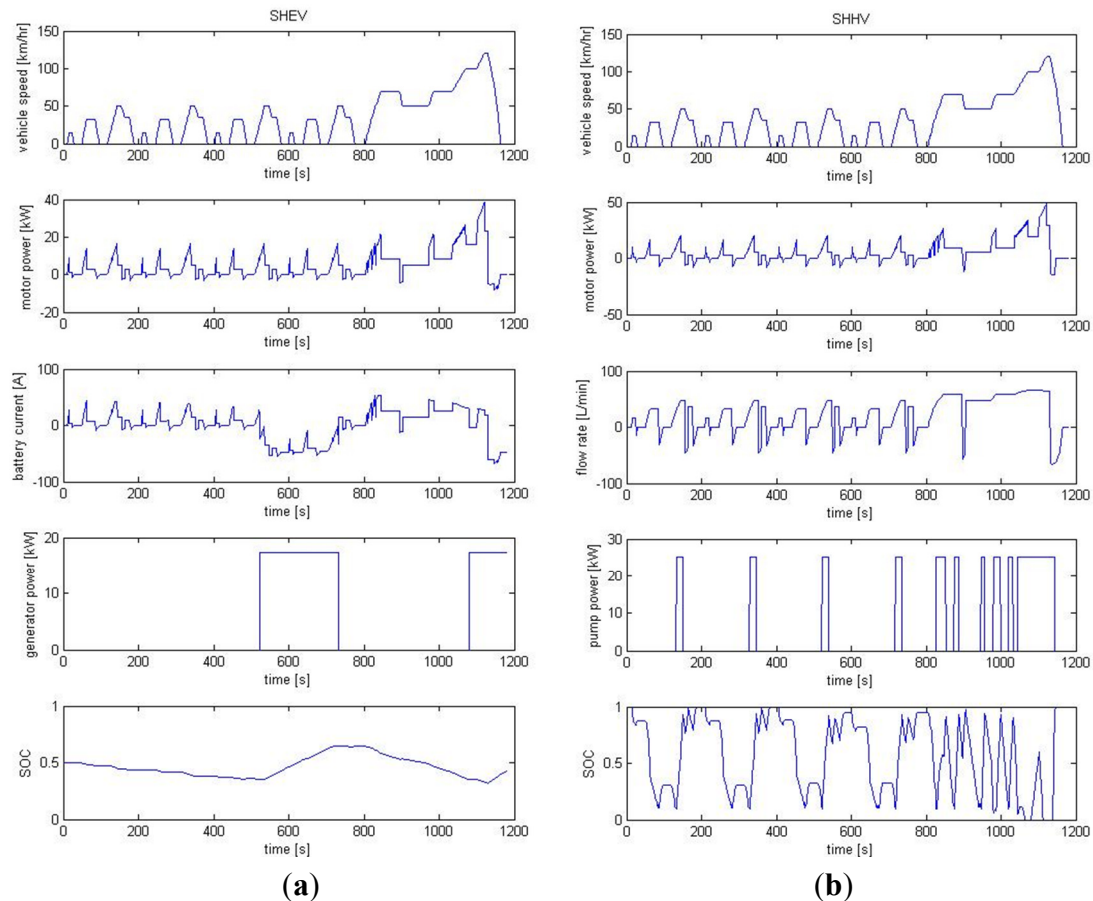 SHEV
vehicle speed [km/hr]
150
100
50
0
0 200 400 600 800 1000 1200
time [s]
motor power [kW]
40
20
0
-20
0 200 400 600 800 1000 1200
time [s]
battery current [A]
100
0
-100
0 200 400 600 800 1000 1200
time [s]
generator power [kW]
20
10
0
0 200 400 600 800 1000 1200
time [s]
SOC
1
0.5
0
0 200 400 600 800 1000 1200
time [s]
(a)
SHHV
vehicle speed [km/hr]
150
100
50
0
0 200 400 600 800 1000 1200
time [s]
motor power [kW]
50
0
-50
0 200 400 600 800 1000 1200
time [s]
flow rate [L/min]
100
0
-100
0 200 400 600 800 1000 1200
time [s]
pump power [kW]
30
20
10
0
0 200 400 600 800 1000 1200
time [s]
SOC
1
0.5
0
0 200 400 600 800 1000 1200
time [s]
(b)